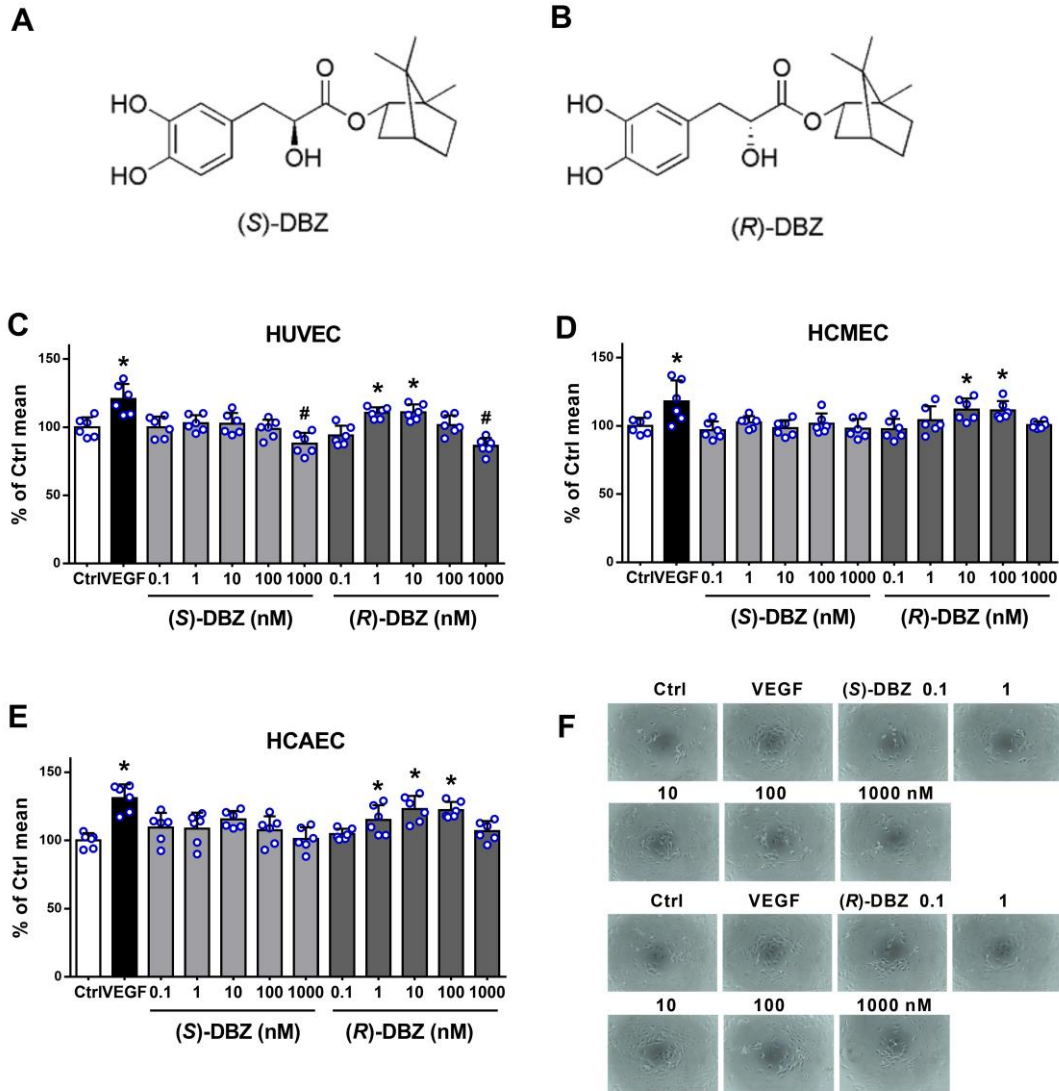 A
B
O
HO
O
HO
OH
(S)-DBZ
O
HO
O
HO
OH
(R)-DBZ
C
HUVEC
% of Ctrl mean
150
100
50
0
* * * # #
Ctrl VEGF 0.1 1 10 100 1000 0.1 1 10 100 1000
(S)-DBZ (nM) (R)-DBZ (nM)
D
HCMEC
% of Ctrl mean
150
100
50
0
* * *
Ctrl VEGF 0.1 1 10 100 1000 0.1 1 10 100 1000
(S)-DBZ (nM) (R)-DBZ (nM)
E
HCAEC
% of Ctrl mean
150
100
50
0
* * * *
Ctrl VEGF 0.1 1 10 100 1000 0.1 1 10 100 1000
(S)-DBZ (nM) (R)-DBZ (nM)
F
Ctrl VEGF (S)-DBZ 0.1 1
10 100 1000 nM
Ctrl VEGF (R)-DBZ 0.1 1
10 100 1000 nM